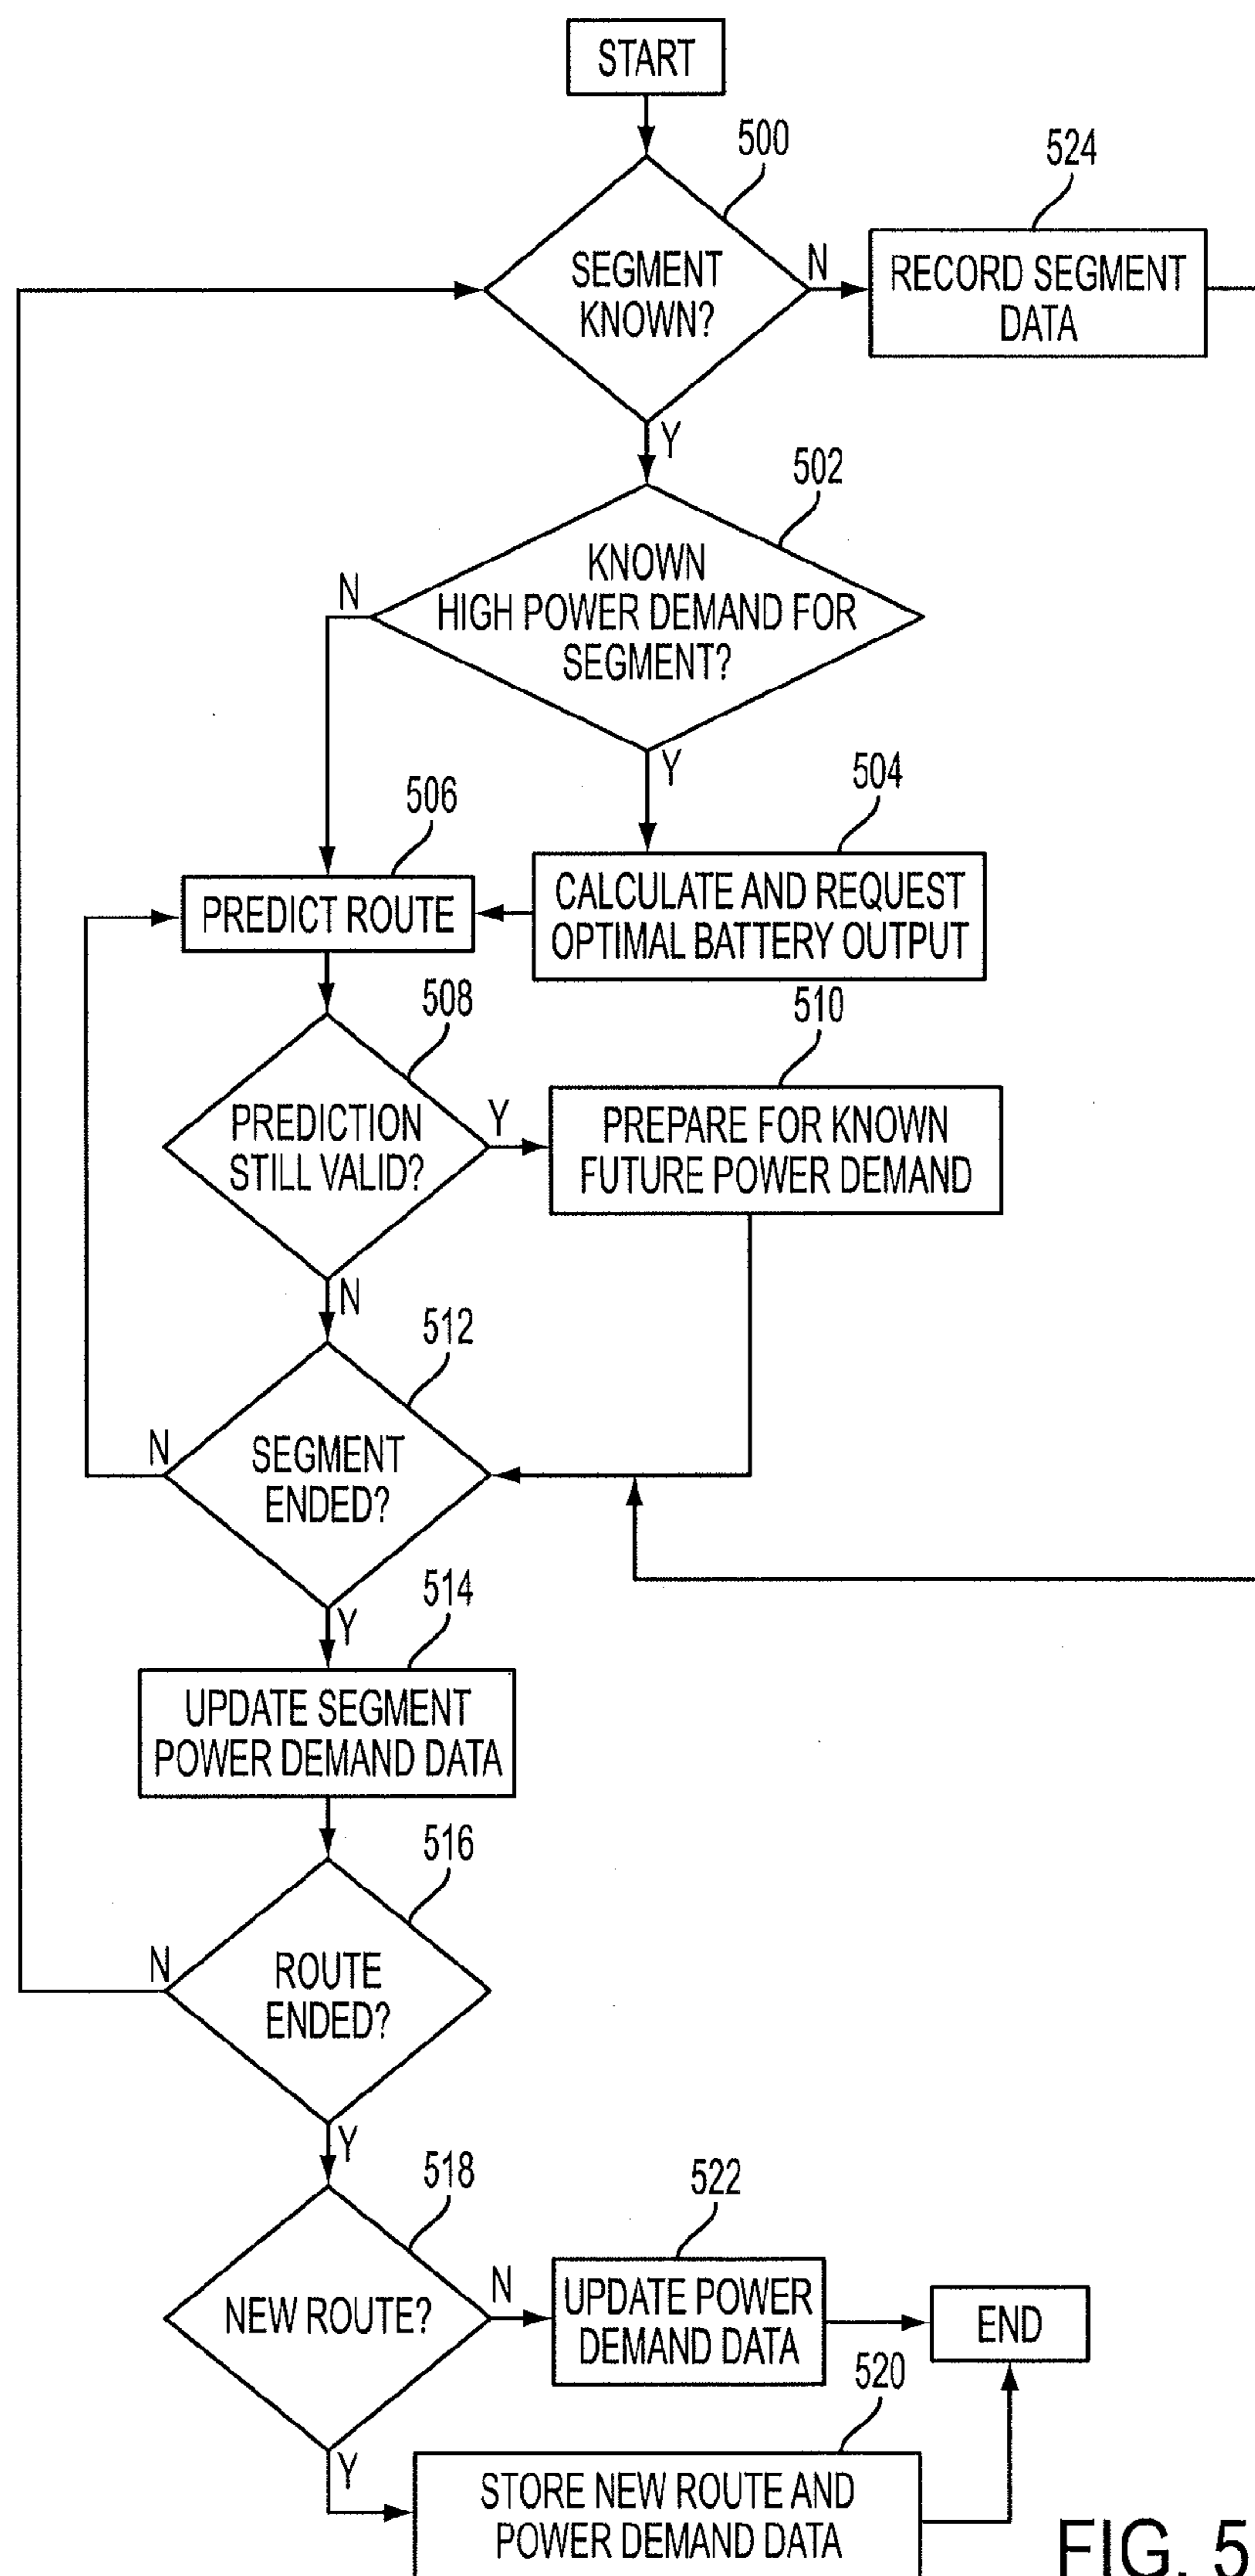 START
500
524
SEGMENT
KNOWN?
N
RECORD SEGMENT
DATA
Y
502
KNOWN
HIGH POWER DEMAND FOR
SEGMENT?
N
Y
504
506
CALCULATE AND REQUEST
OPTIMAL BATTERY OUTPUT
PREDICT ROUTE
508
510
PREDICTION
STILL VALID?
Y
PREPARE FOR KNOWN
FUTURE POWER DEMAND
N
512
N
SEGMENT
ENDED?
514
Y
UPDATE SEGMENT
POWER DEMAND DATA
516
N
ROUTE
ENDED?
Y
518
522
NEW ROUTE?
N
UPDATE POWER
DEMAND DATA
END
520
Y
STORE NEW ROUTE AND
POWER DEMAND DATA
FIG. 5